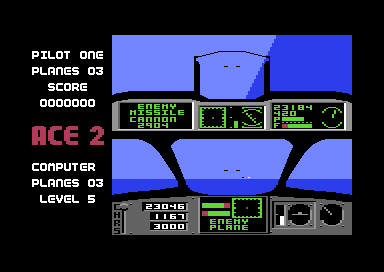 PILOT ONE
PLANES 03
SCORE
0000000
ACE 2
COMPUTER
PLANES 03
LEVEL 5
ENEMY
MISSILE
CANNON
2904
23184
420
P
F
23046
1167
3000
ENEMY
PLANE